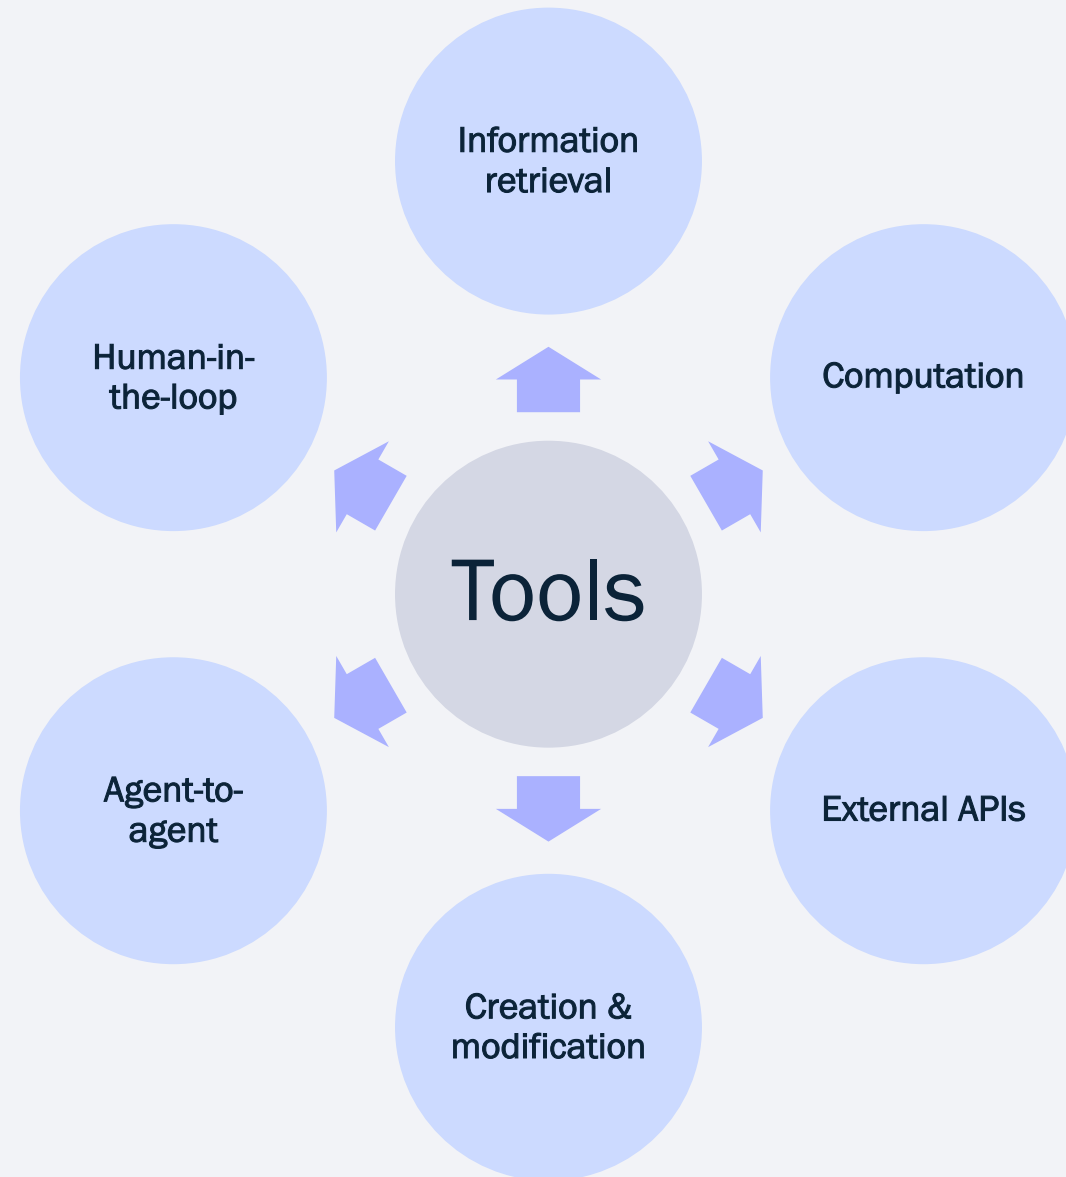 Information
retrieval
Human-in-
the-loop
Computation
Tools
Agent-to-
agent
External APIs
Creation &
modification